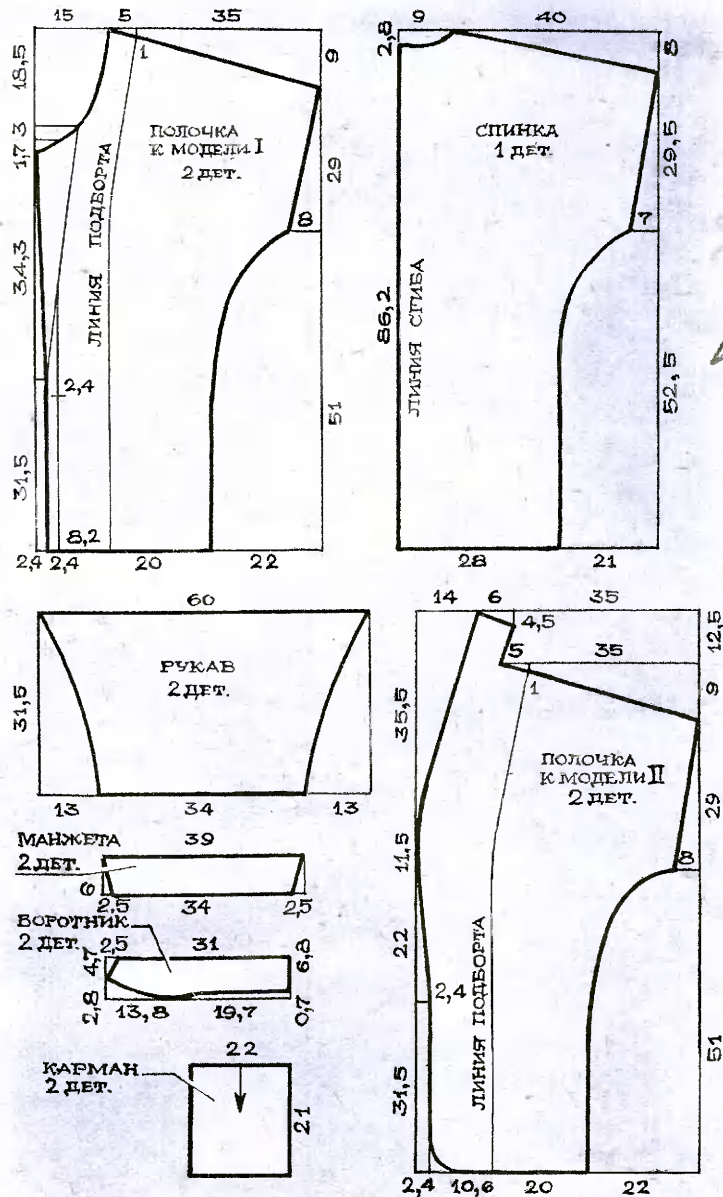 15 5 35
18,5
3
1,7
34,3
31,5
1
9
29
8
51
ПОЛОЧКА
К МОДЕЛИ I
2 ДЕТ.
ЛИНИЯ ПОДБОРТА
2,4
8,2
2,4 2,4 20 22
9 40
2,8
8
СПИНКА
1 ДЕТ.
29,5
7
86,2
ЛИНИЯ СГИБА
52,5
28 21
60
31,5
РУКАВ
2 ДЕТ.
13 34 13
МАНЖЕТА
2 ДЕТ.
39
6
2,5 34 2,5
ВОРОТНИК
2 ДЕТ.
2,5 31
4,7
6,8
2,8
13,8 19,7
0,7
КАРМАН
2 ДЕТ.
22
21
14 6 35
4,5
12,5
5 35
1
9
35,5
ПОЛОЧКА
К МОДЕЛИ II
2 ДЕТ.
29
8
11,5
22
2,4
ЛИНИЯ ПОДБОРТА
31,5
51
2,4 10,6 20 22